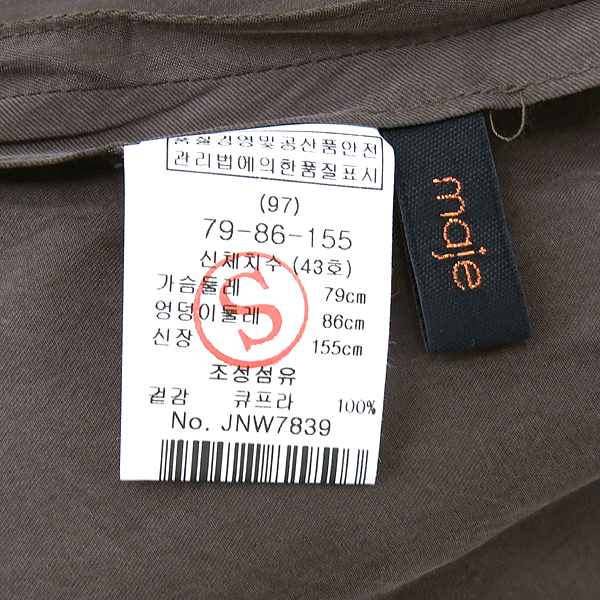 품질경영및공산품안전
관리법에의한품질표시
(97)
79-86-155
신체치수 (43호)
가슴둘레 79cm
엉덩이둘레 86cm
신장 155cm
S
조성섬유
겉감 큐프라 100%
No. JNW7839
maje